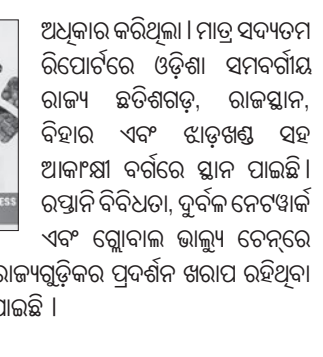 ଅଧିକାର କରିଥିଲା । ମାତ୍ର ସଦ୍ୟତମ
ରିପୋର୍ଟରେ ଓଡ଼ିଶା ସମବର୍ଗୀୟ
ରାଜ୍ୟ ଛତିଶଗଡ଼, ରାଜସ୍ଥାନ,
ବିହାର ଏବଂ ଝାଡ଼ଖଣ୍ଡ ସହ
ଆକାଂକ୍ଷୀ ବର୍ଗରେ ସ୍ଥାନ ପାଇଛି ।
ରପ୍ତାନି ବିବିଧତା, ଦୁର୍ବଳ ନେଟୱାର୍କ
ଏବଂ ଗ୍ଲୋବାଲ ଭାଲ୍ୟୁ ଚେନ୍‌ରେ
ରାଜ୍ୟଗୁଡ଼ିକର ପ୍ରଦର୍ଶନ ଖରାପ ରହିଥିବା
ପାଇଛି ।